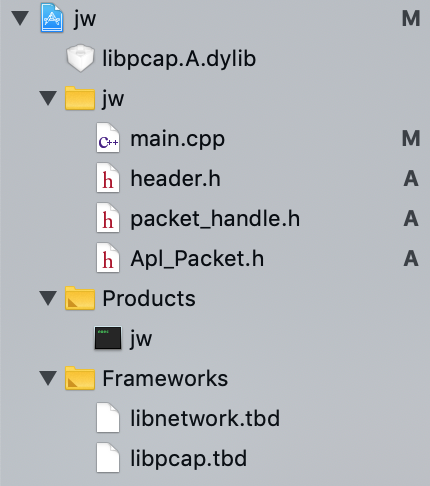 jw M
libpcap.A.dylib
jw
C++ main.cpp M
h header.h A
h packet_handle.h A
h Apl_Packet.h A
Products
jw
Frameworks
libnetwork.tbd
libpcap.tbd